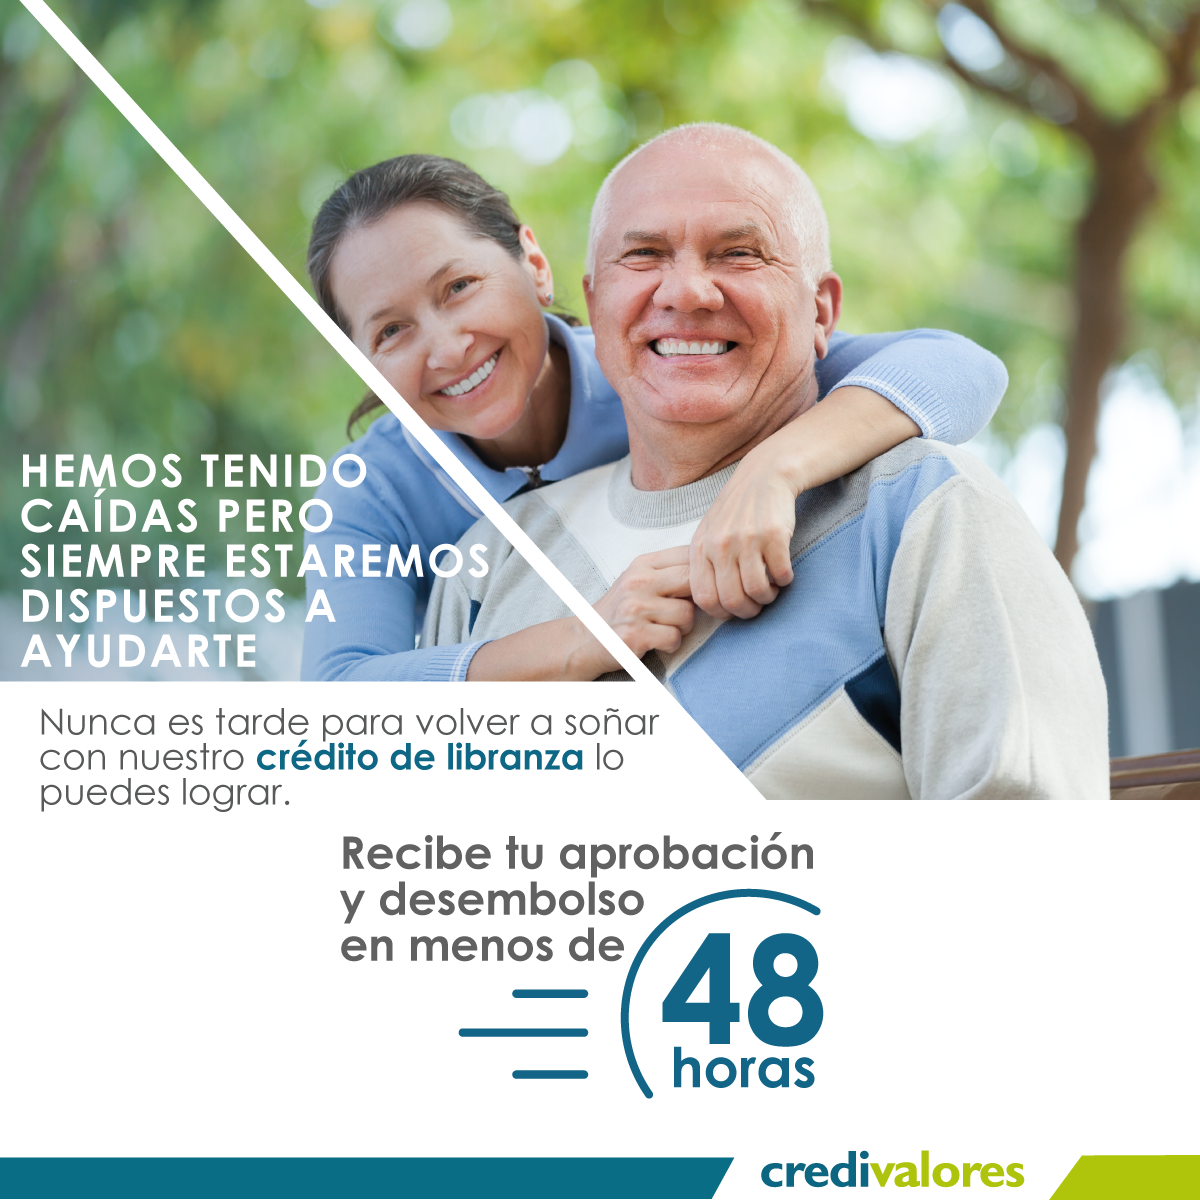 HEMOS TENIDO
CAÍDAS PERO
SIEMPRE ESTAREMOS
DISPUESTOS A
AYUDARTE
Nunca es tarde para volver a soñar
con nuestro crédito de libranza lo
puedes lograr.
Recibe tu aprobación
y desembolso
en menos de
48
horas
credivalores